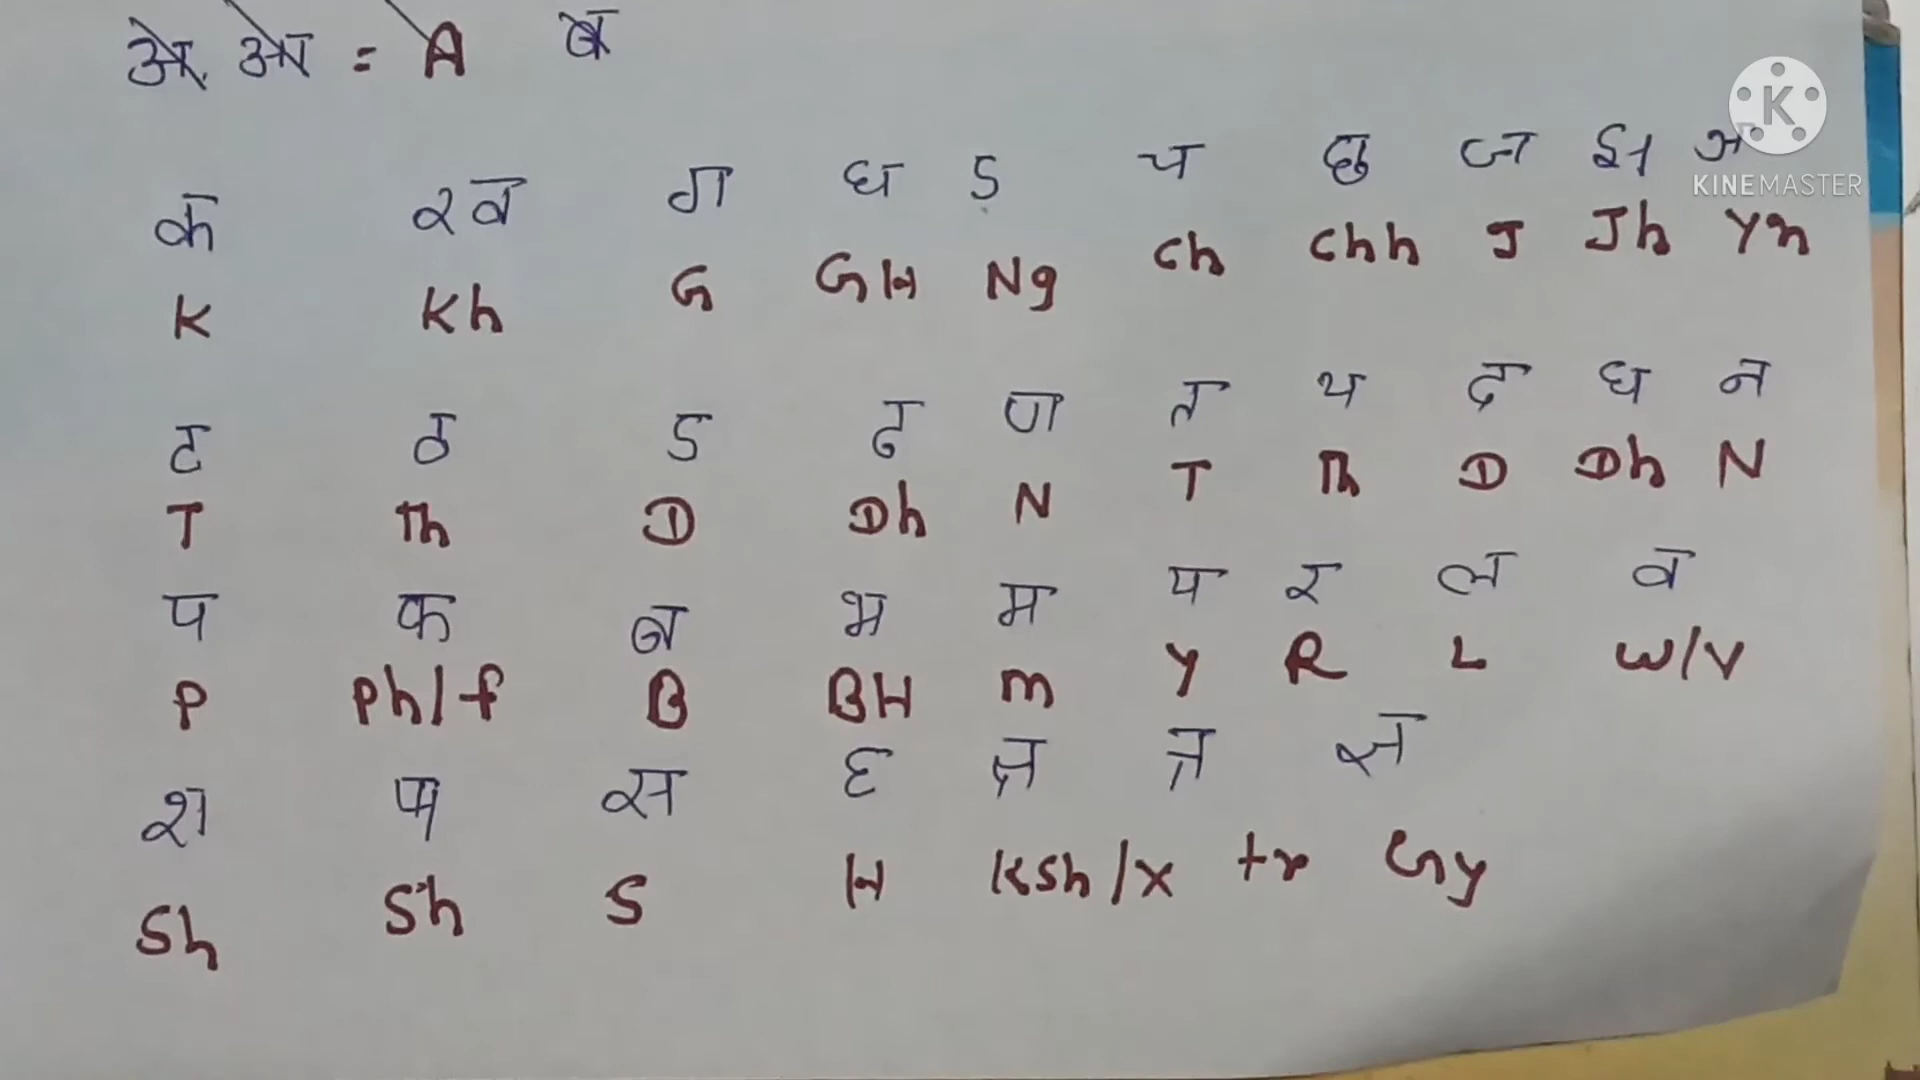 = A
क ख ग घ ङ च छ ज झ ञ
K Kh G GH Ng Ch Chh J Jh Yn
ट ठ ड ढ ण त थ द ध न
T Th D Dh N T Th D Dh N
प फ ब भ म य र ल व
P Ph/f B BH m Y R L W/V
श ष स ह क्ष त्र ज्ञ
Sh Sh S H Ksh/x tr Gy
KINEMASTER